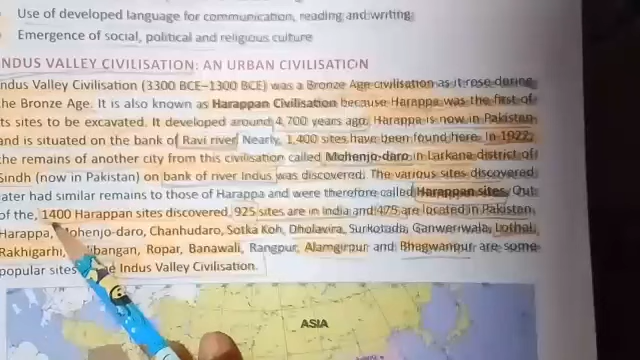 Use of developed language for communication, reading and writing
Emergence of social, political and religious culture
INDUS VALLEY CIVILISATION: AN URBAN CIVILISATION
Indus Valley Civilisation (3300 BCE–1300 BCE) was a Bronze Age civilisation as it rose during
the Bronze Age. It is also known as Harappan Civilisation because Harappa was the first of
its sites to be excavated. It developed around 4,700 years ago. Harappa is now in Pakistan
and is situated on the bank of Ravi river. Nearly, 1,400 sites have been found here. In 1922,
the remains of another city from this civilisation called Mohenjo-daro in Larkana district of
Sindh (now in Pakistan) on bank of river Indus was discovered. The various sites discovered
later had similar remains to those of Harappa and were therefore called Harappan sites. Out
of the, 1400 Harappan sites discovered, 925 sites are in India and 475 are located in Pakistan.
Harappa, Mohenjo-daro, Chanhudaro, Sotka Koh, Dholavira, Surkotada, Ganweriwala, Lothal,
Rakhigarhi, Ropar, Banawali, Rangpur, Alamgirpur and Bhagwanpur are some
popular sites Indus Valley Civilisation.
ASIA